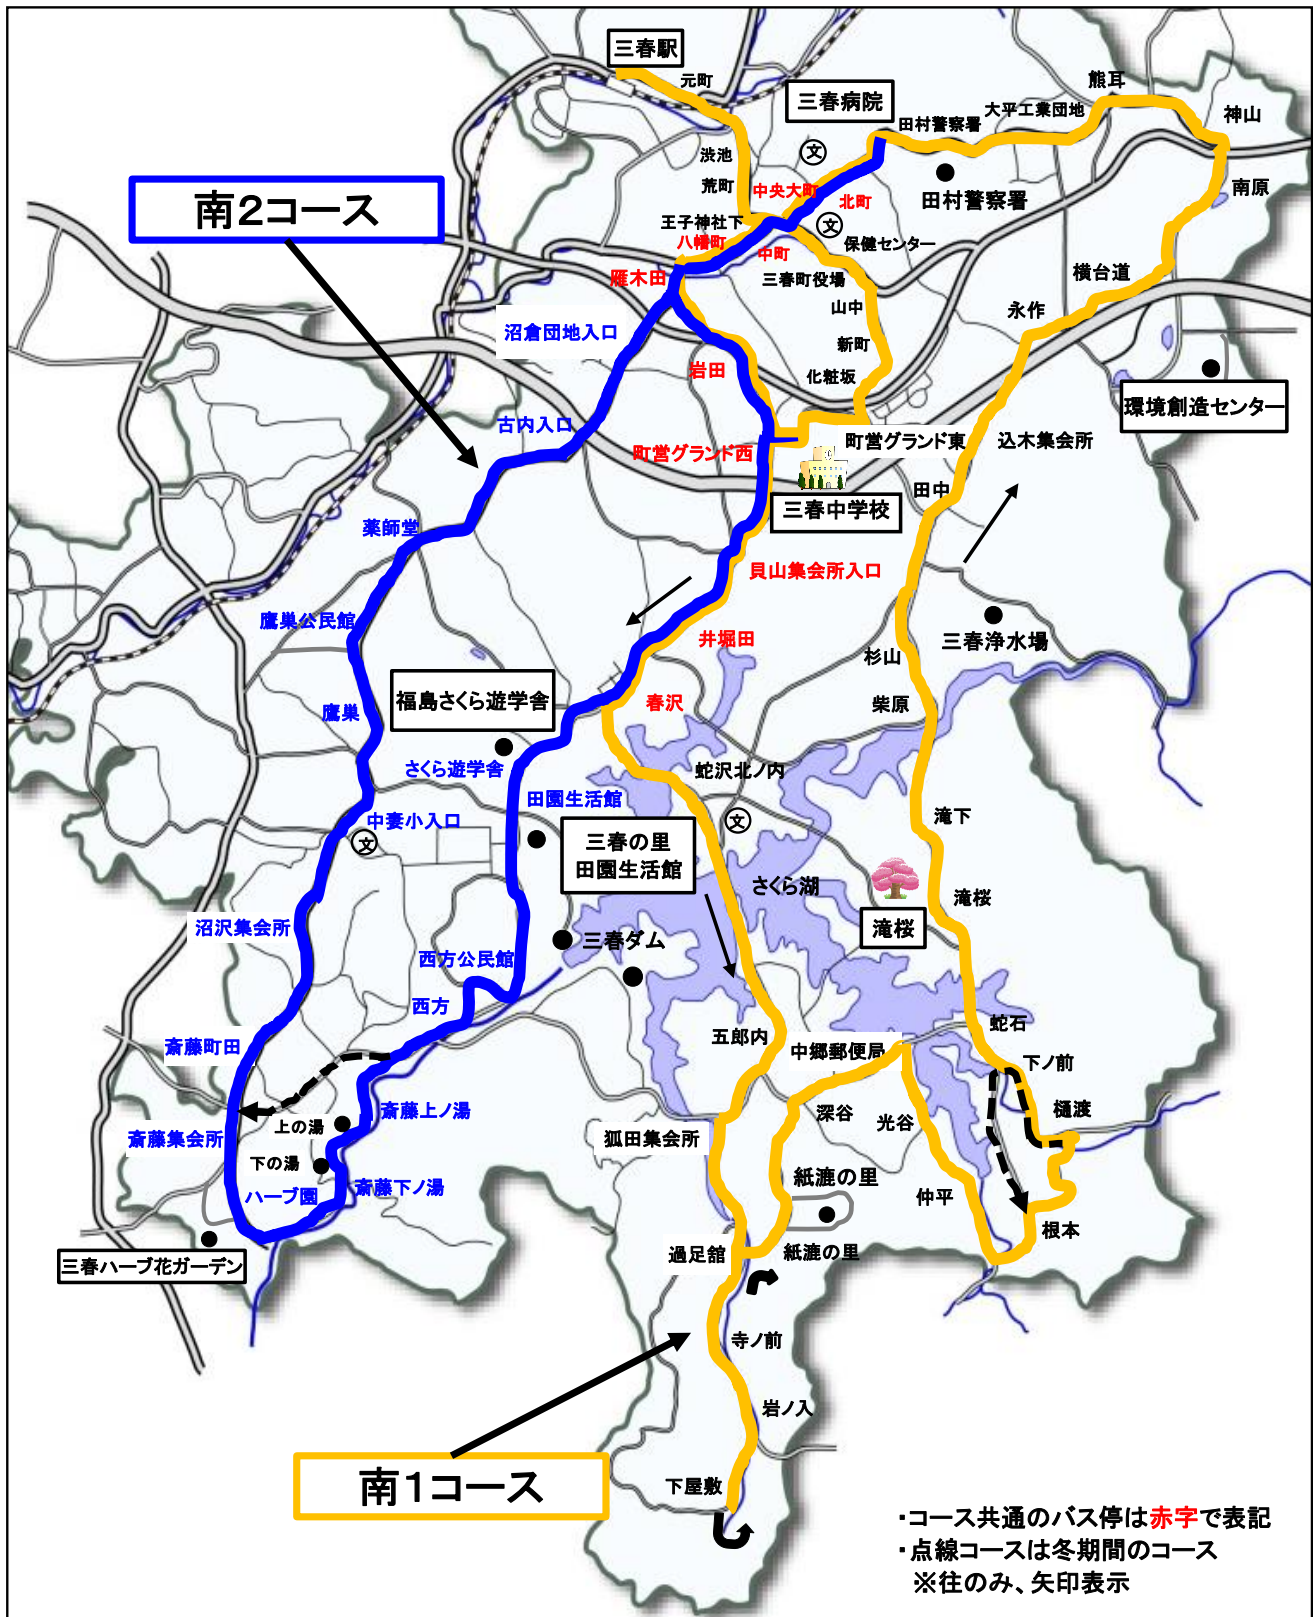 三春駅
元町
三春病院
熊耳
大平工業団地
田村警察署
神山
文
渋池
荒町
中央大町
北町
田村警察署
南原
南2コース
王子神社下
八幡町
文
保健センター
中町
雁木田
三春町役場
横台道
山中
永作
沼倉団地入口
新町
岩田
化粧坂
環境創造センター
古内入口
町営グランド西
町営グランド東
込木集会所
田中
三春中学校
薬師堂
貝山集会所入口
鷹巣公民館
井堀田
三春浄水場
杉山
福島さくら遊学舎
春沢
柴原
鷹巣
さくら遊学舎
蛇沢北ノ内
田園生活館
中妻小入口
文
文
滝下
三春の里
田園生活館
さくら湖
滝桜
滝桜
沼沢集会所
三春ダム
西方公民館
西方
蛇石
五郎内
中郷郵便局
斎藤町田
下ノ前
斎藤上ノ湯
深谷
光谷
樋渡
斎藤集会所
上の湯
狐田集会所
下の湯
紙漉の里
斎藤下ノ湯
ハーブ園
仲平
根本
過足舘
紙漉の里
三春ハーブ花ガーデン
寺ノ前
岩ノ入
南1コース
下屋敷
・コース共通のバス停は赤字で表記
・点線コースは冬期間のコース
※往のみ、矢印表示